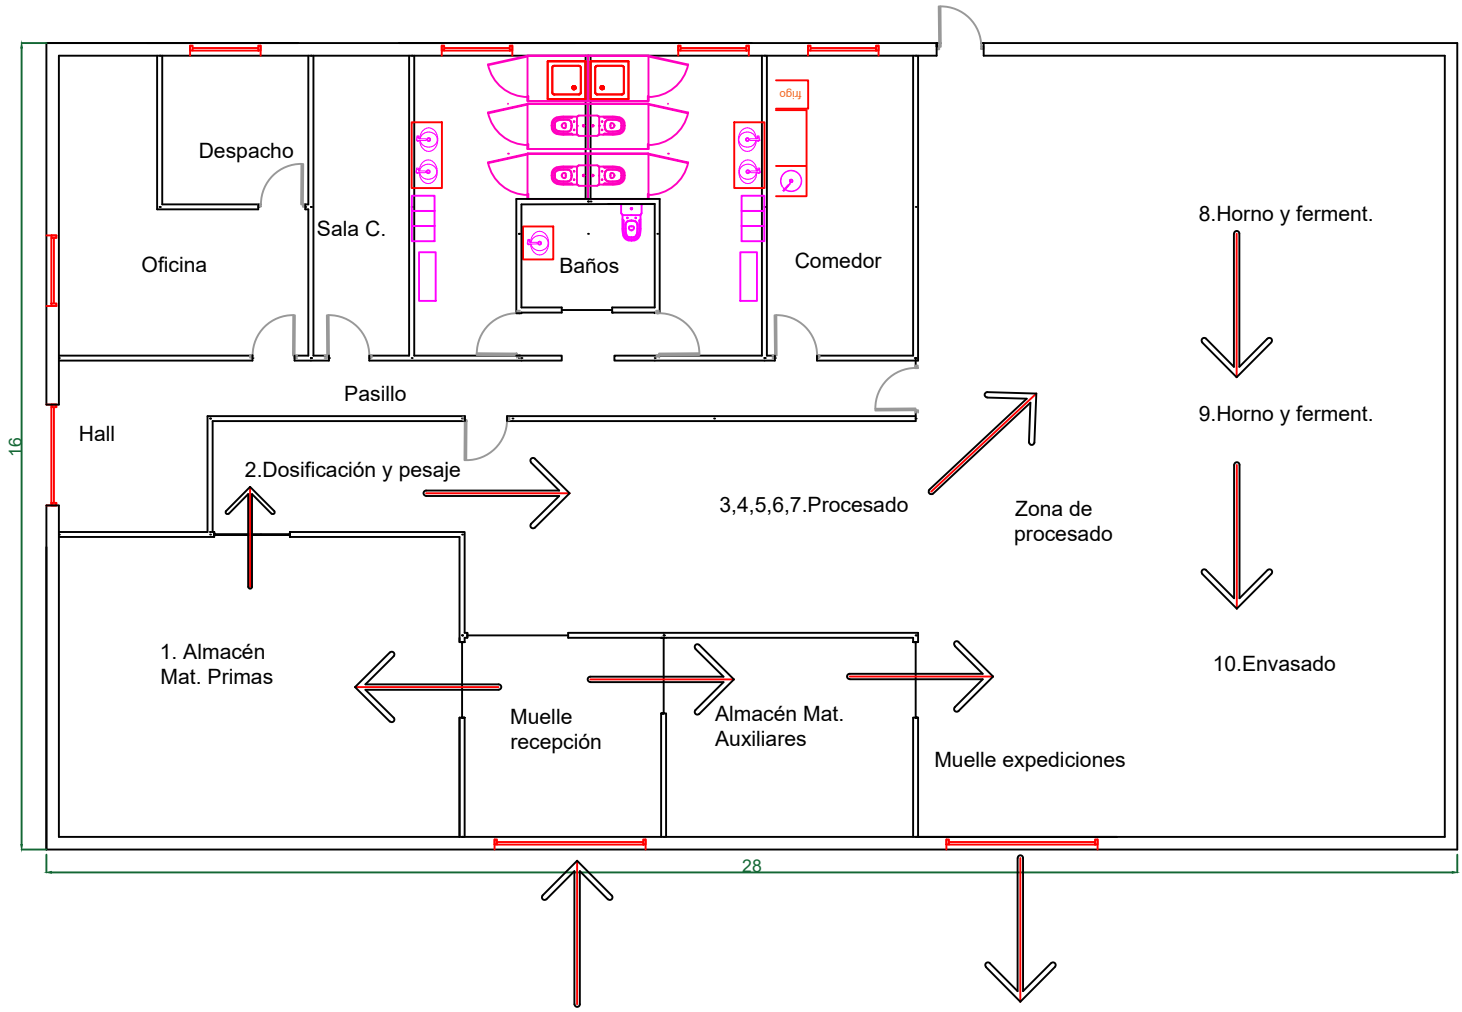 frigo
Despacho
8.Horno y ferment.
Sala C.
Oficina
Baños
Comedor
Pasillo
9.Horno y ferment.
Hall
16
2.Dosificación y pesaje
3,4,5,6,7.Procesado
Zona de
procesado
1. Almacén
Mat. Primas
10.Envasado
Muelle
recepción
Almacén Mat.
Auxiliares
Muelle expediciones
28